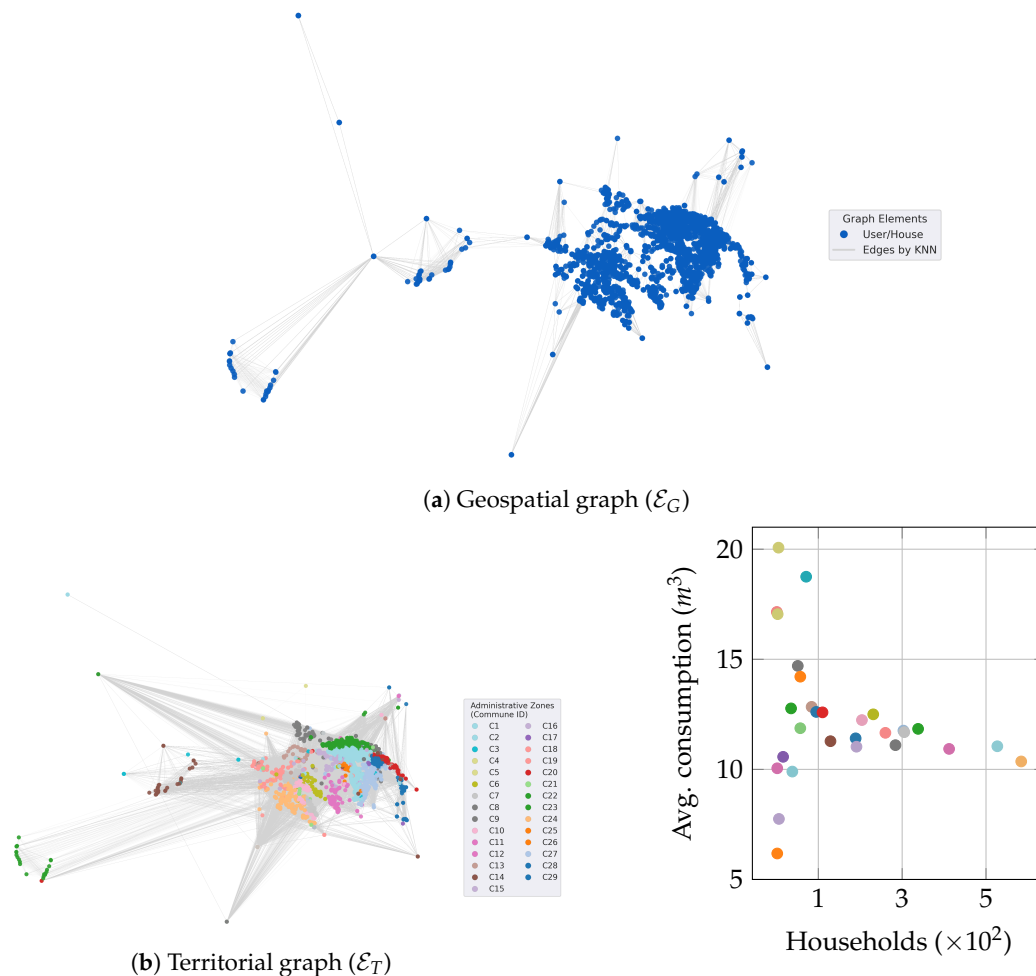 Graph Elements
User/House
Edges by KNN
(a) Geospatial graph (ℰ_G)
Administrative Zones
(Commune ID)
C1 C16
C2 C17
C3 C18
C4 C19
C5 C20
C6 C21
C7 C22
C8 C23
C9 C24
C10 C25
C11 C26
C12 C27
C13 C28
C14 C29
C15
(b) Territorial graph (ℰ_T)
Avg. consumption (m³)
20
15
10
5
1 3 5
Households (×10²)